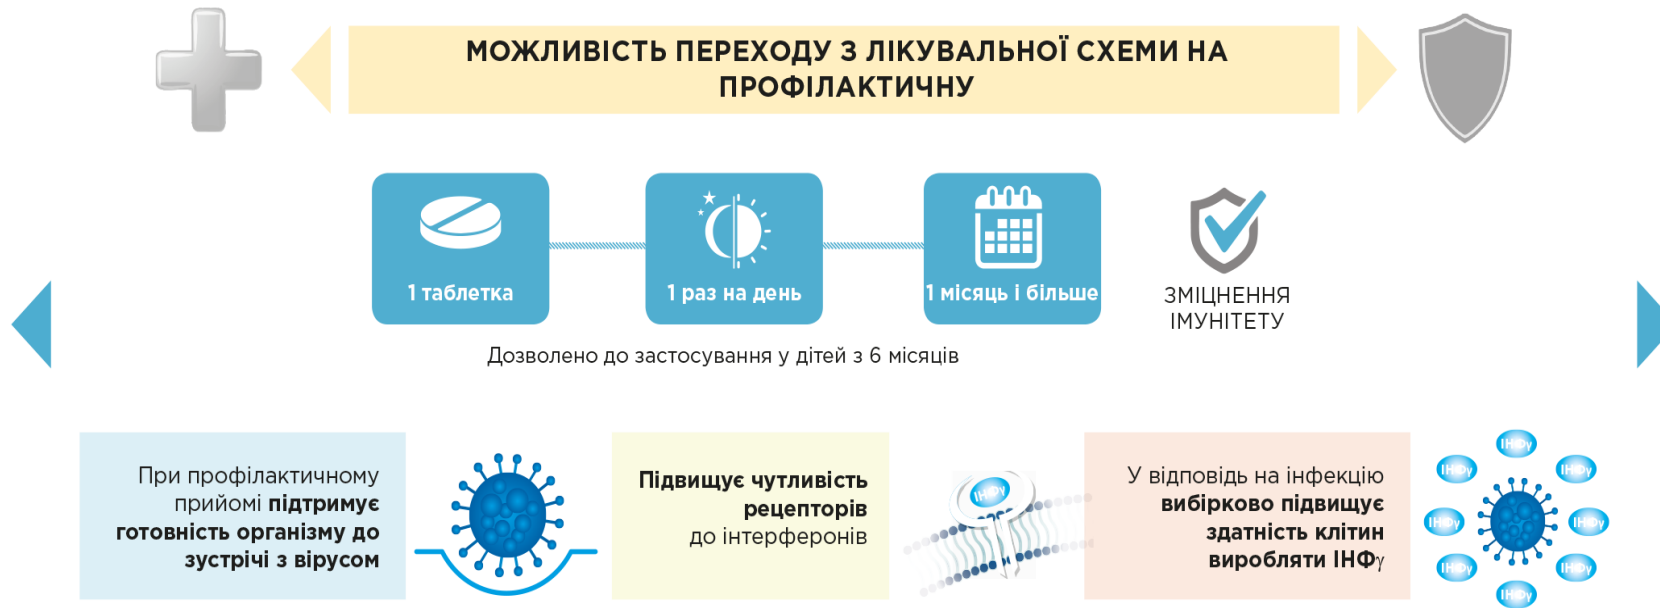 МОЖЛИВІСТЬ ПЕРЕХОДУ З ЛІКУВАЛЬНОЇ СХЕМИ НА
ПРОФІЛАКТИЧНУ
1 таблетка
1 раз на день
1 місяць і більше
ЗМІЦНЕННЯ
ІМУНІТЕТУ
Дозволено до застосування у дітей з 6 місяців
При профілактичному
прийомі підтримує
готовність організму до
зустрічі з вірусом
Підвищує чутливість
рецепторів
до інтерферонів
ІНФγ
У відповідь на інфекцію
вибірково підвищує
здатність клітин
виробляти ІНФγ
ІНФγ
ІНФγ
ІНФγ
ІНФγ
ІНФγ
ІНФγ
ІНФγ
ІНФγ